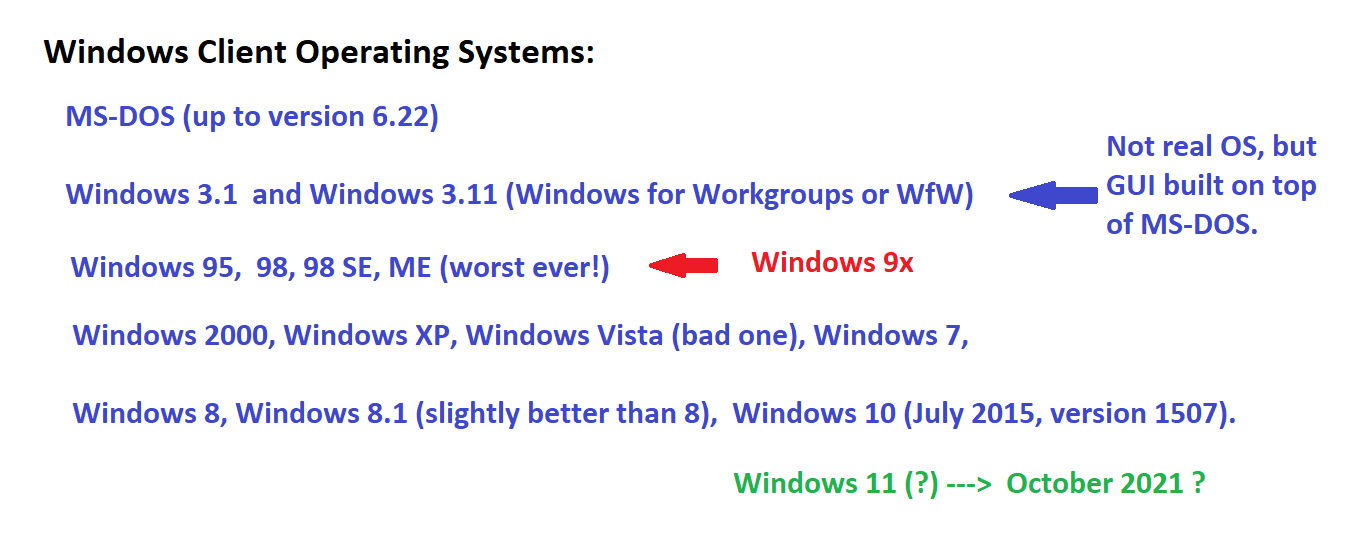 Windows Client Operating Systems:
MS-DOS (up to version 6.22)
Windows 3.1  and Windows 3.11 (Windows for Workgroups or WfW)
Not real OS, but
GUI built on top
of MS-DOS.
Windows 95,  98, 98 SE, ME (worst ever!)
Windows 9x
Windows 2000, Windows XP, Windows Vista (bad one), Windows 7,
Windows 8, Windows 8.1 (slightly better than 8),  Windows 10 (July 2015, version 1507).
Windows 11 (?) --->  October 2021 ?